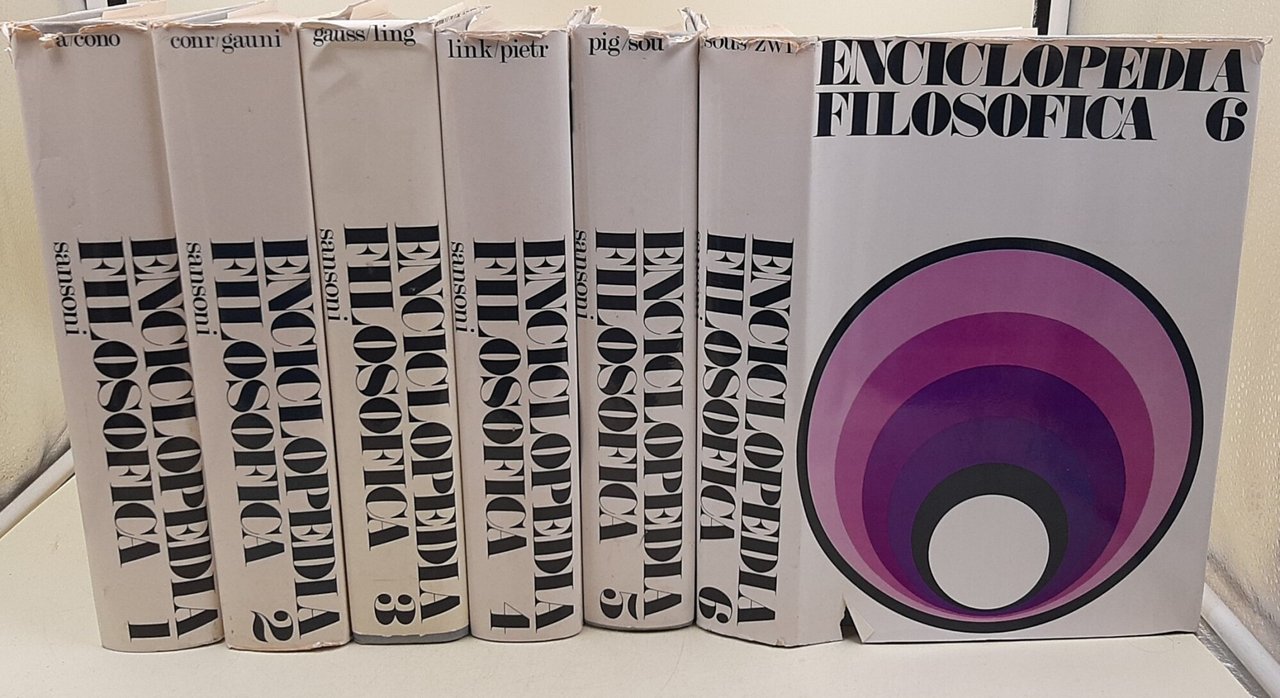 a/cono
ENCICLOPEDIA
FILOSOFICA 1
sansoni
conr/gauni
ENCICLOPEDIA
FILOSOFICA 2
sansoni
gauss/ling
ENCICLOPEDIA
FILOSOFICA 3
sansoni
link/pietr
ENCICLOPEDIA
FILOSOFICA 4
sansoni
pig/sou
ENCICLOPEDIA
FILOSOFICA 5
sansoni
sous/zwi
ENCICLOPEDIA
FILOSOFICA 6
ENCICLOPEDIA
FILOSOFICA 6